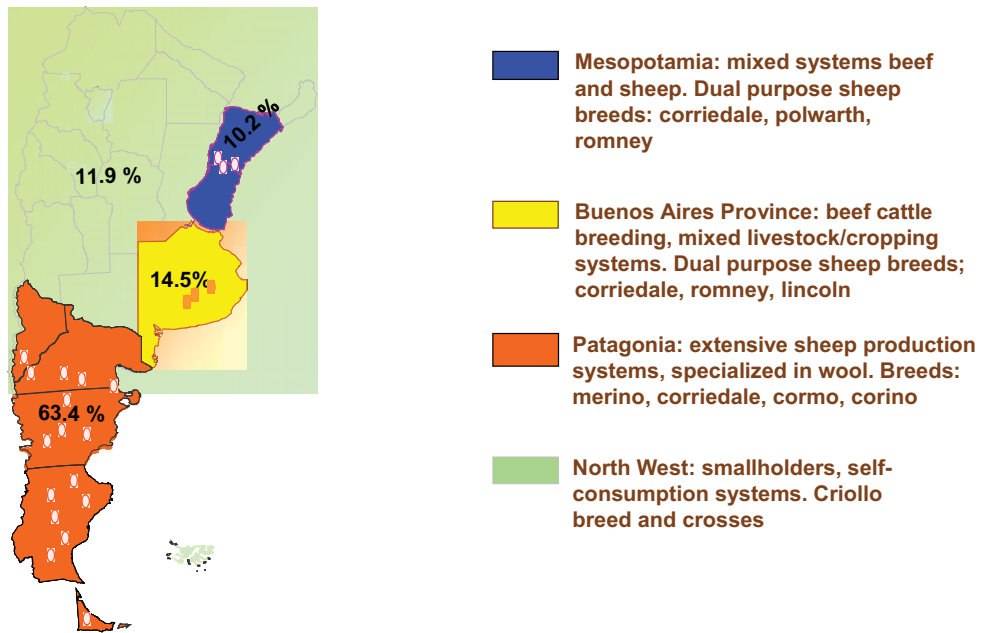 10.2 %
11.9 %
14.5%
63.4 %
Mesopotamia: mixed systems beef
and sheep. Dual purpose sheep
breeds: corriedale, polwarth,
romney
Buenos Aires Province: beef cattle
breeding, mixed livestock/cropping
systems. Dual purpose sheep breeds;
corriedale, romney, lincoln
Patagonia: extensive sheep production
systems, specialized in wool. Breeds:
merino, corriedale, cormo, corino
North West: smallholders, self-
consumption systems. Criollo
breed and crosses